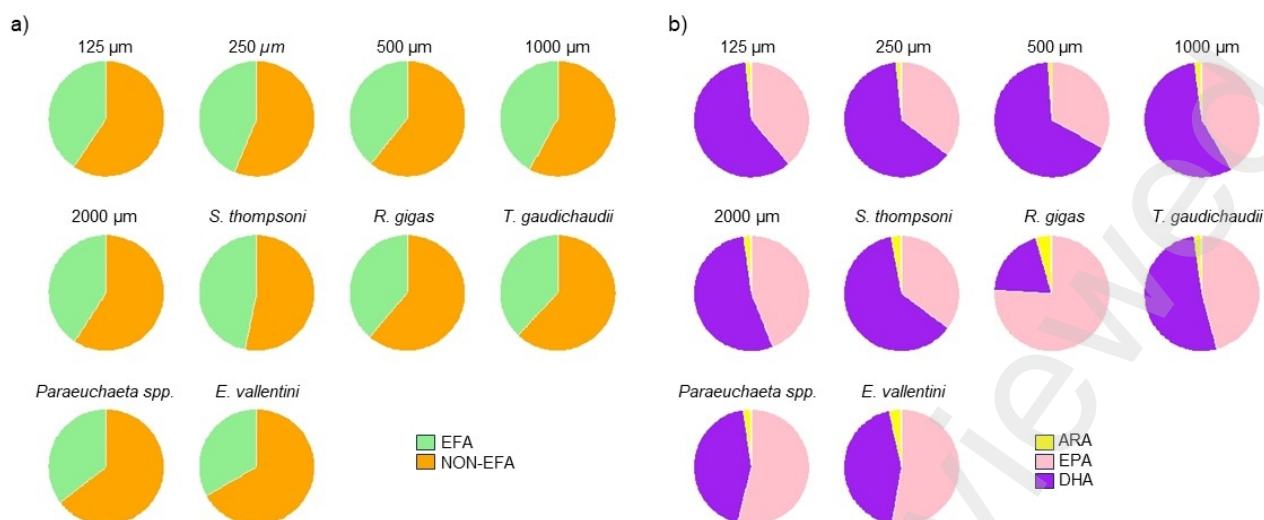 a)
125 µm 250 µm 500 µm 1000 µm
2000 µm S. thompsoni R. gigas T. gaudichaudii
Paraeuchaeta spp. E. vallentini
EFA
NON-EFA
b)
125 µm 250 µm 500 µm 1000 µm
2000 µm S. thompsoni R. gigas T. gaudichaudii
Paraeuchaeta spp. E. vallentini
ARA
EPA
DHA